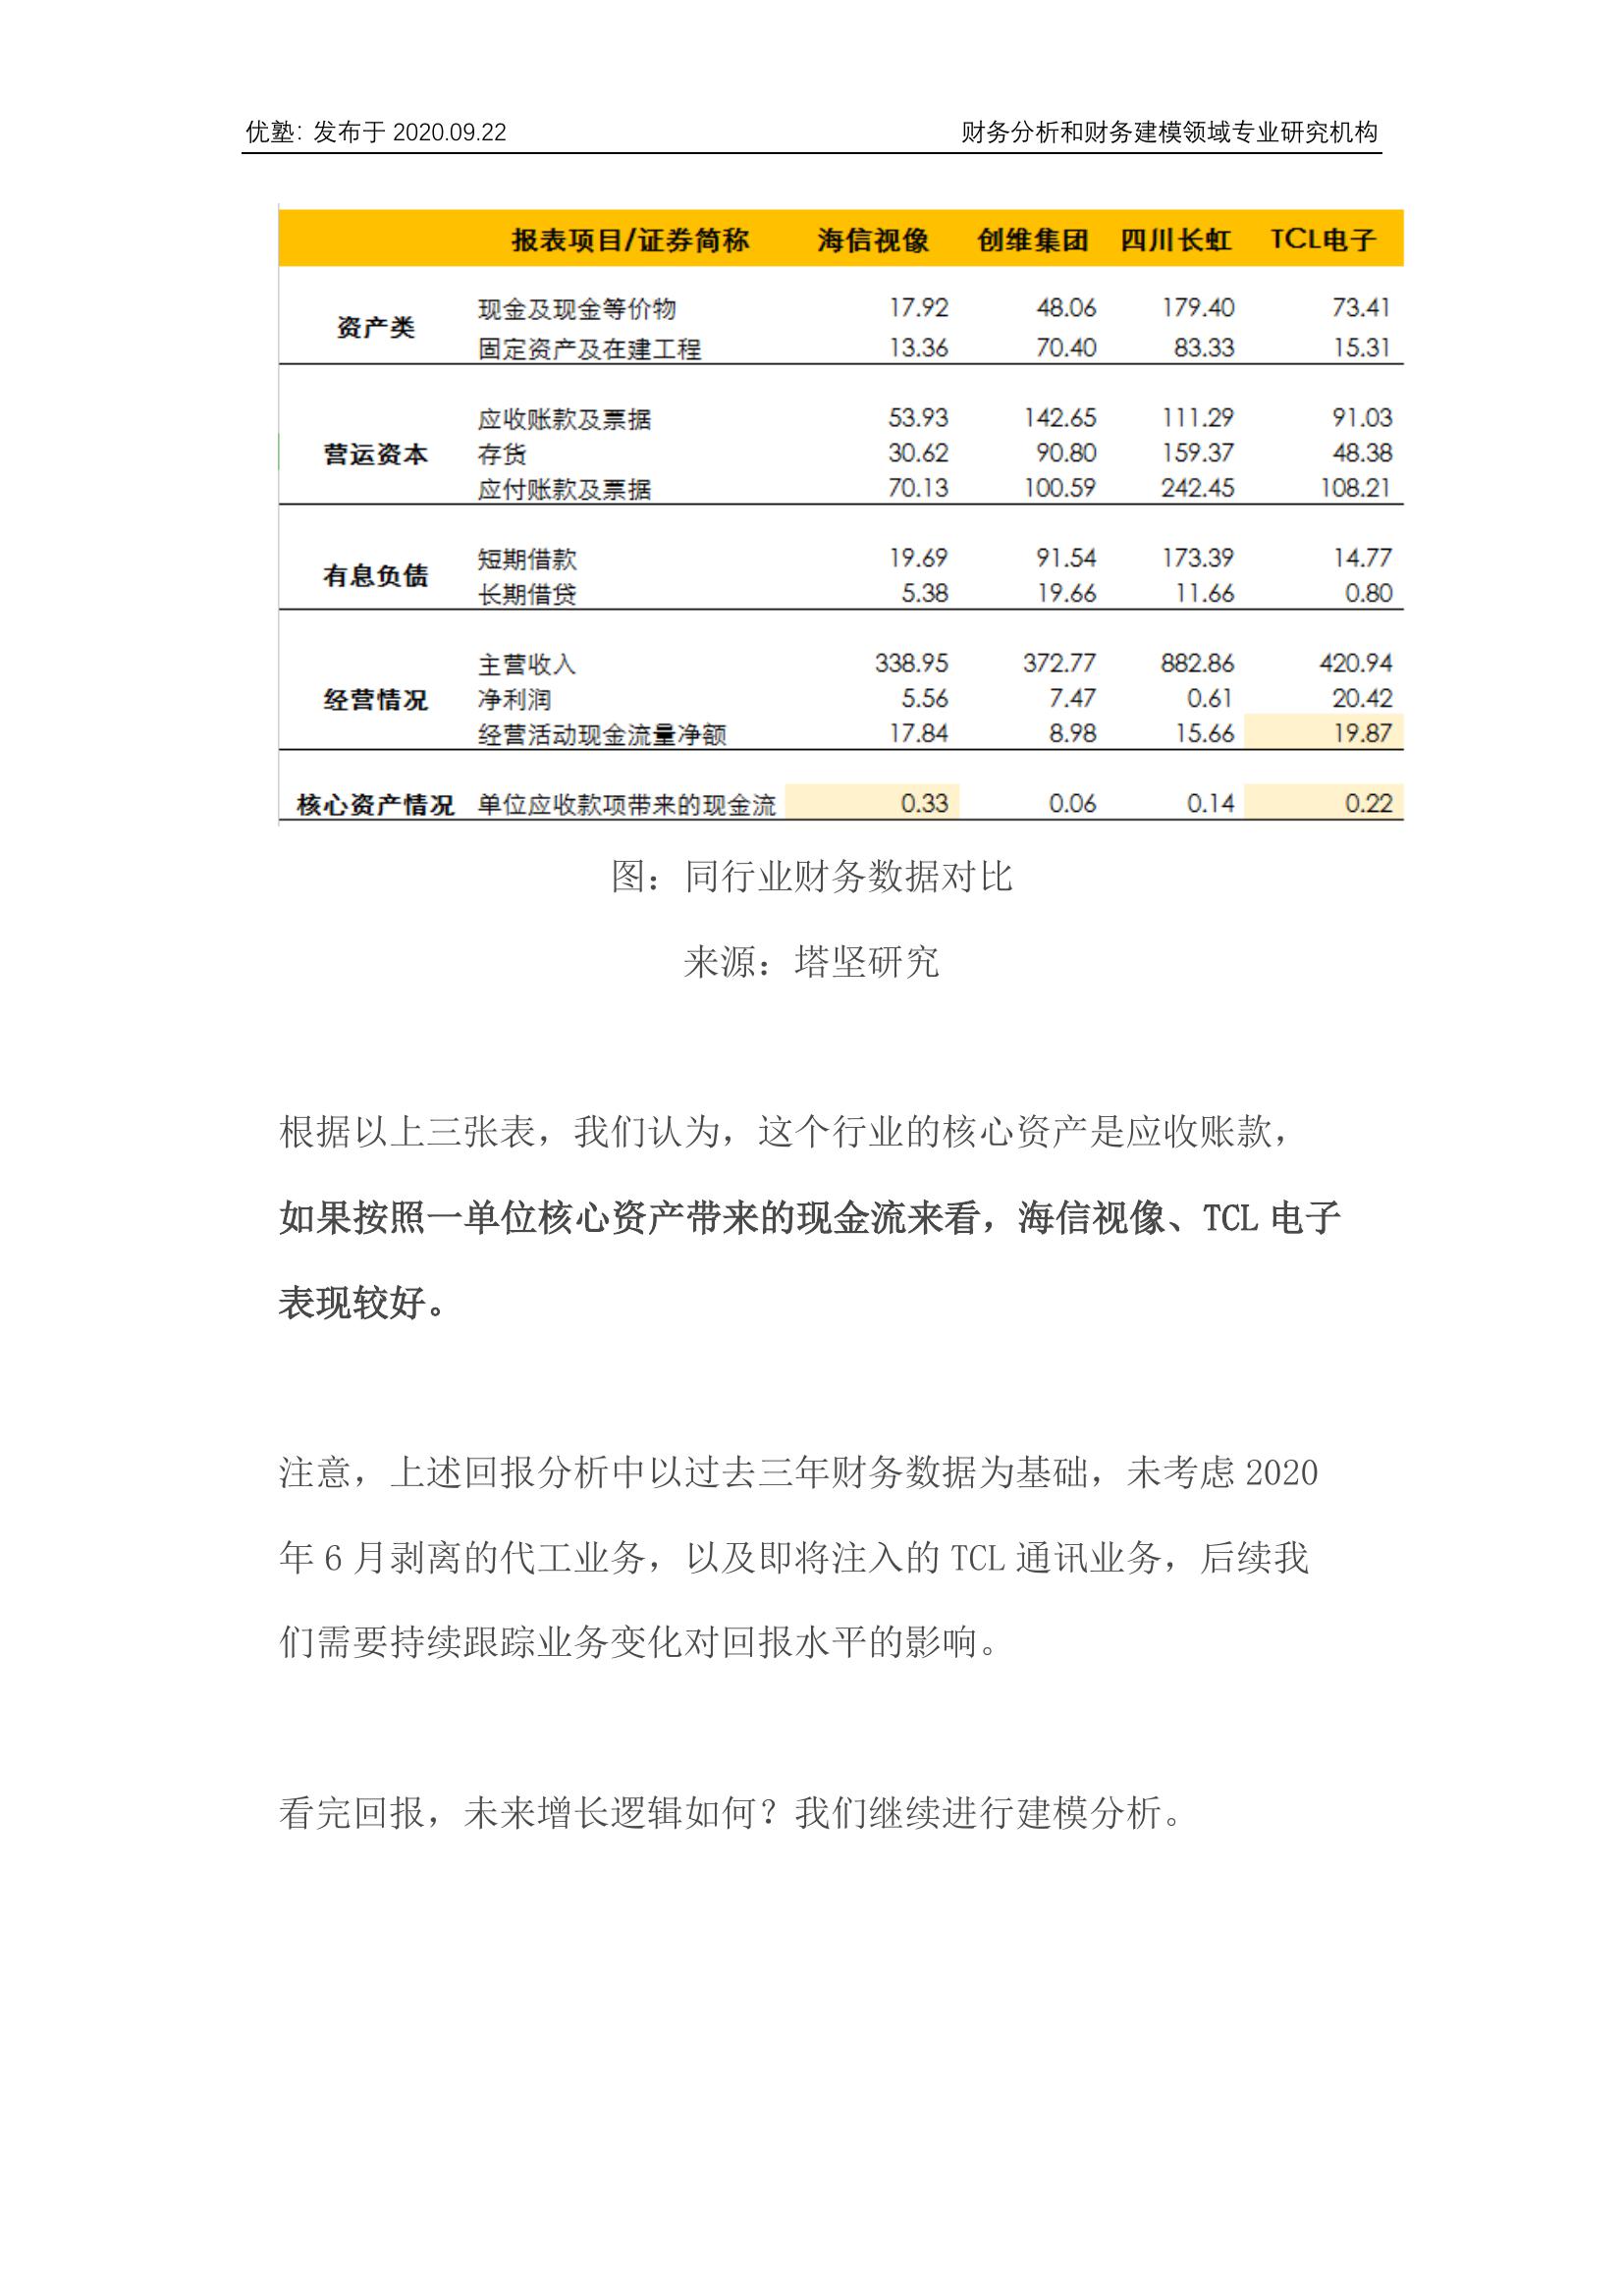 优塾：发布于 2020.09.22 财务分析和财务建模领域专业研究机构
报表项目/证券简称 海信视像 创维集团 四川长虹 TCL电子
资产类
现金及现金等价物 17.92 48.06 179.40 73.41
固定资产及在建工程 13.36 70.40 83.33 15.31
应收账款及票据 53.93 142.65 111.29 91.03
营运资本 存货 30.62 90.80 159.37 48.38
应付账款及票据 70.13 100.59 242.45 108.21
有息负债
短期借款 19.69 91.54 173.39 14.77
长期借贷 5.38 19.66 11.66 0.80
主营收入 338.95 372.77 882.86 420.94
经营情况 净利润 5.56 7.47 0.61 20.42
经营活动现金流量净额 17.84 8.98 15.66 19.87
核心资产情况 单位应收款项带来的现金流 0.33 0.06 0.14 0.22
图：同行业财务数据对比
来源：塔坚研究
根据以上三张表，我们认为，这个行业的核心资产是应收账款，
如果按照一单位核心资产带来的现金流来看，海信视像、TCL 电子
表现较好。
注意，上述回报分析中以过去三年财务数据为基础，未考虑 2020
年 6 月剥离的代工业务，以及即将注入的 TCL 通讯业务，后续我
们需要持续跟踪业务变化对回报水平的影响。
看完回报，未来增长逻辑如何？我们继续进行建模分析。